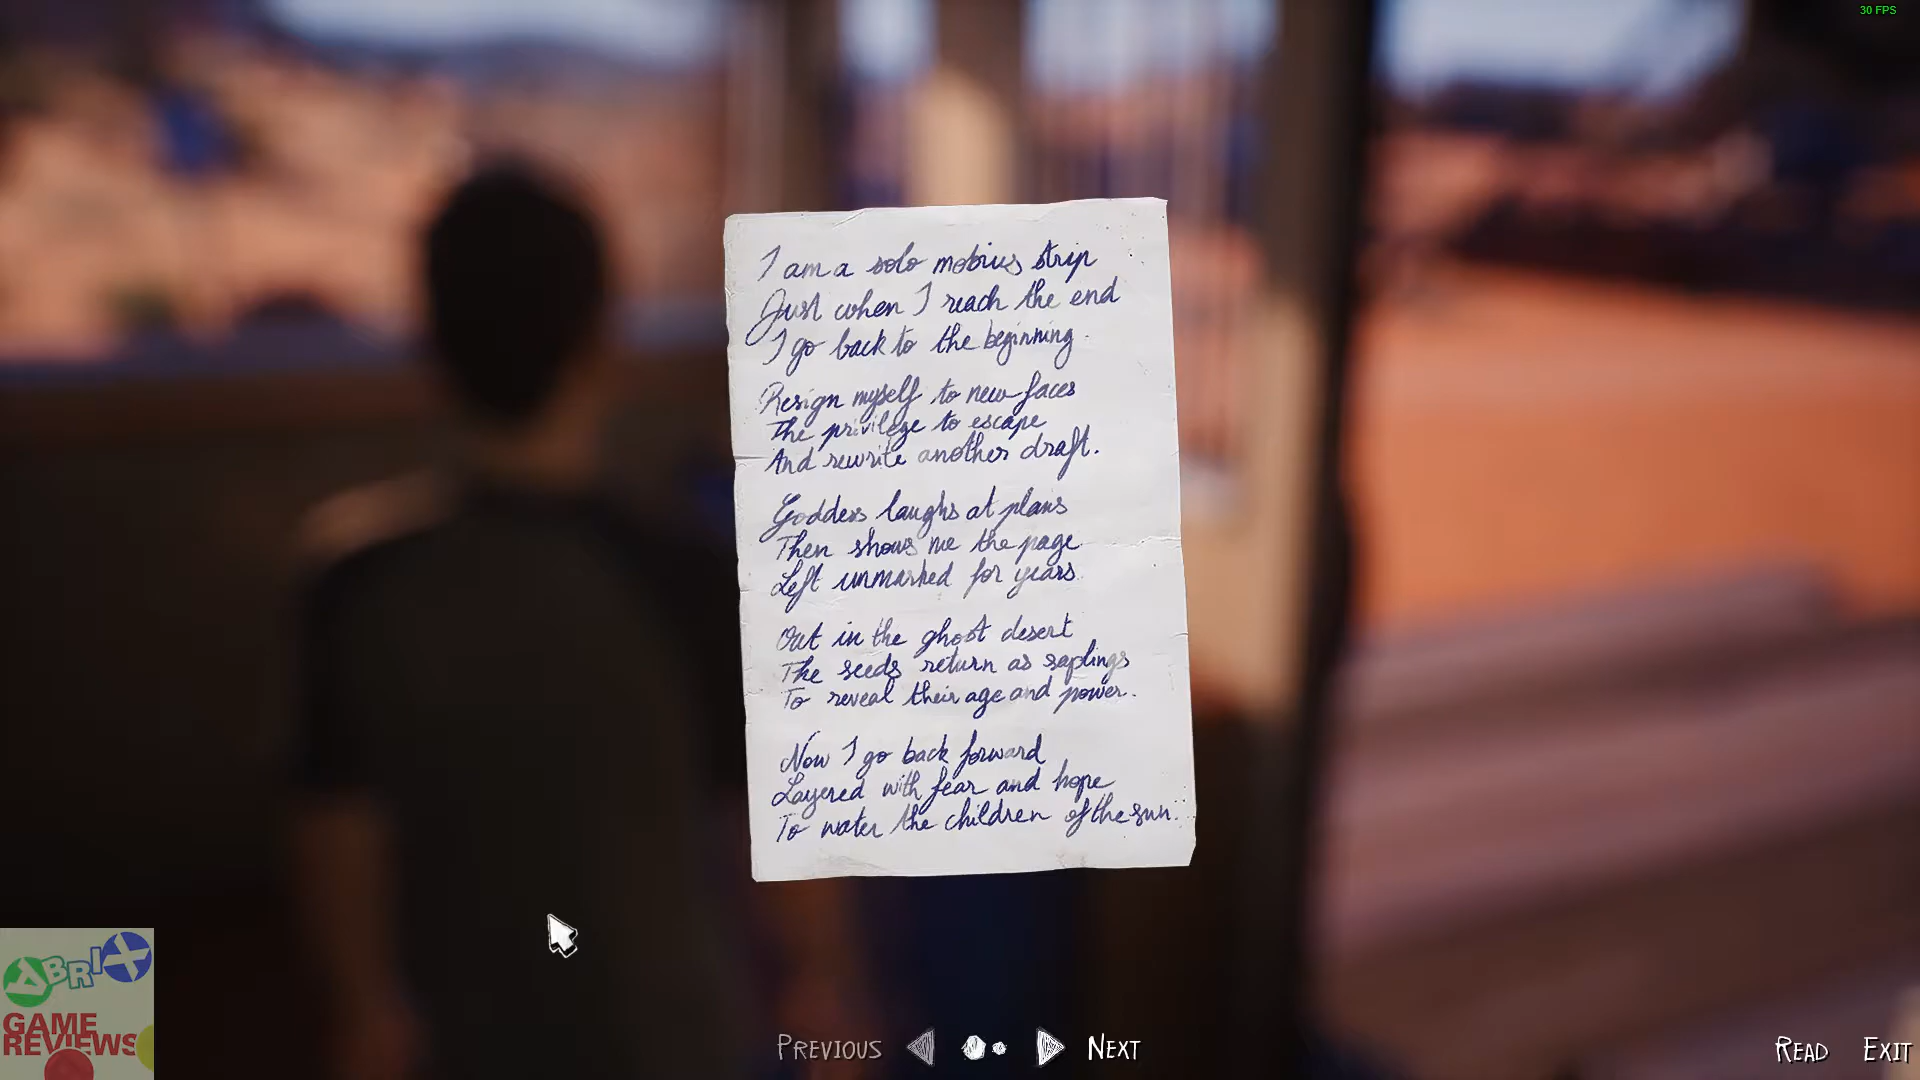 30 FPS
I am a solo mobius strip
Just when I reach the end
I go back to the beginning.
Resign myself to new faces
The privilege to escape
And rewrite another draft.
Goddess laughs at plans
Then shows me the page
Left unmarked for years.
Out in the ghost desert
The seeds return as saplings
To reveal their age and power.
Now I go back forward
Layered with fear and hope
To water the children of the sun.
ABRIX
GAME
REVIEWS
PREVIOUS
NEXT
READ
EXIT